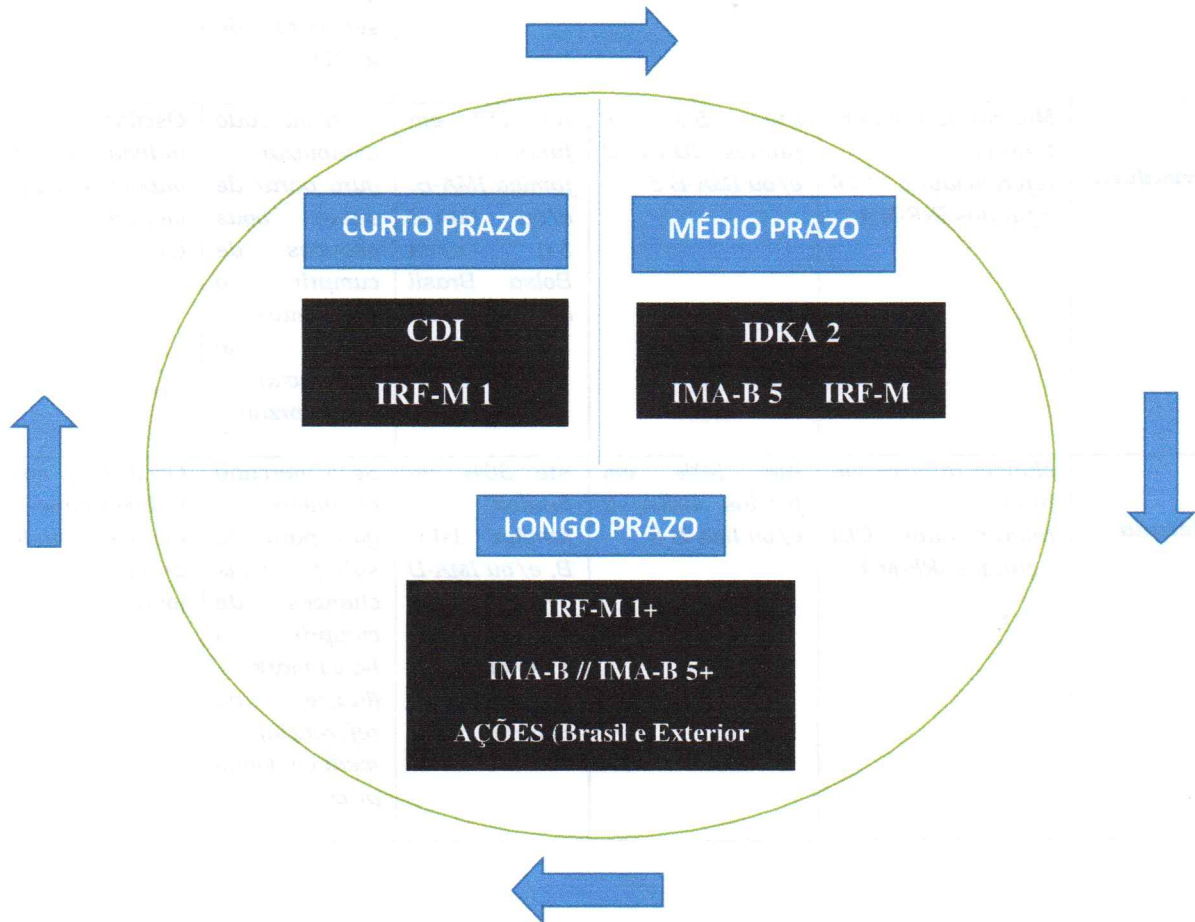 CURTO PRAZO
MÉDIO PRAZO
CDI
IRF-M 1
IDKA 2
IMA-B 5 IRF-M
LONGO PRAZO
IRF-M 1+
IMA-B // IMA-B 5+
AÇÕES (Brasil e Exterior